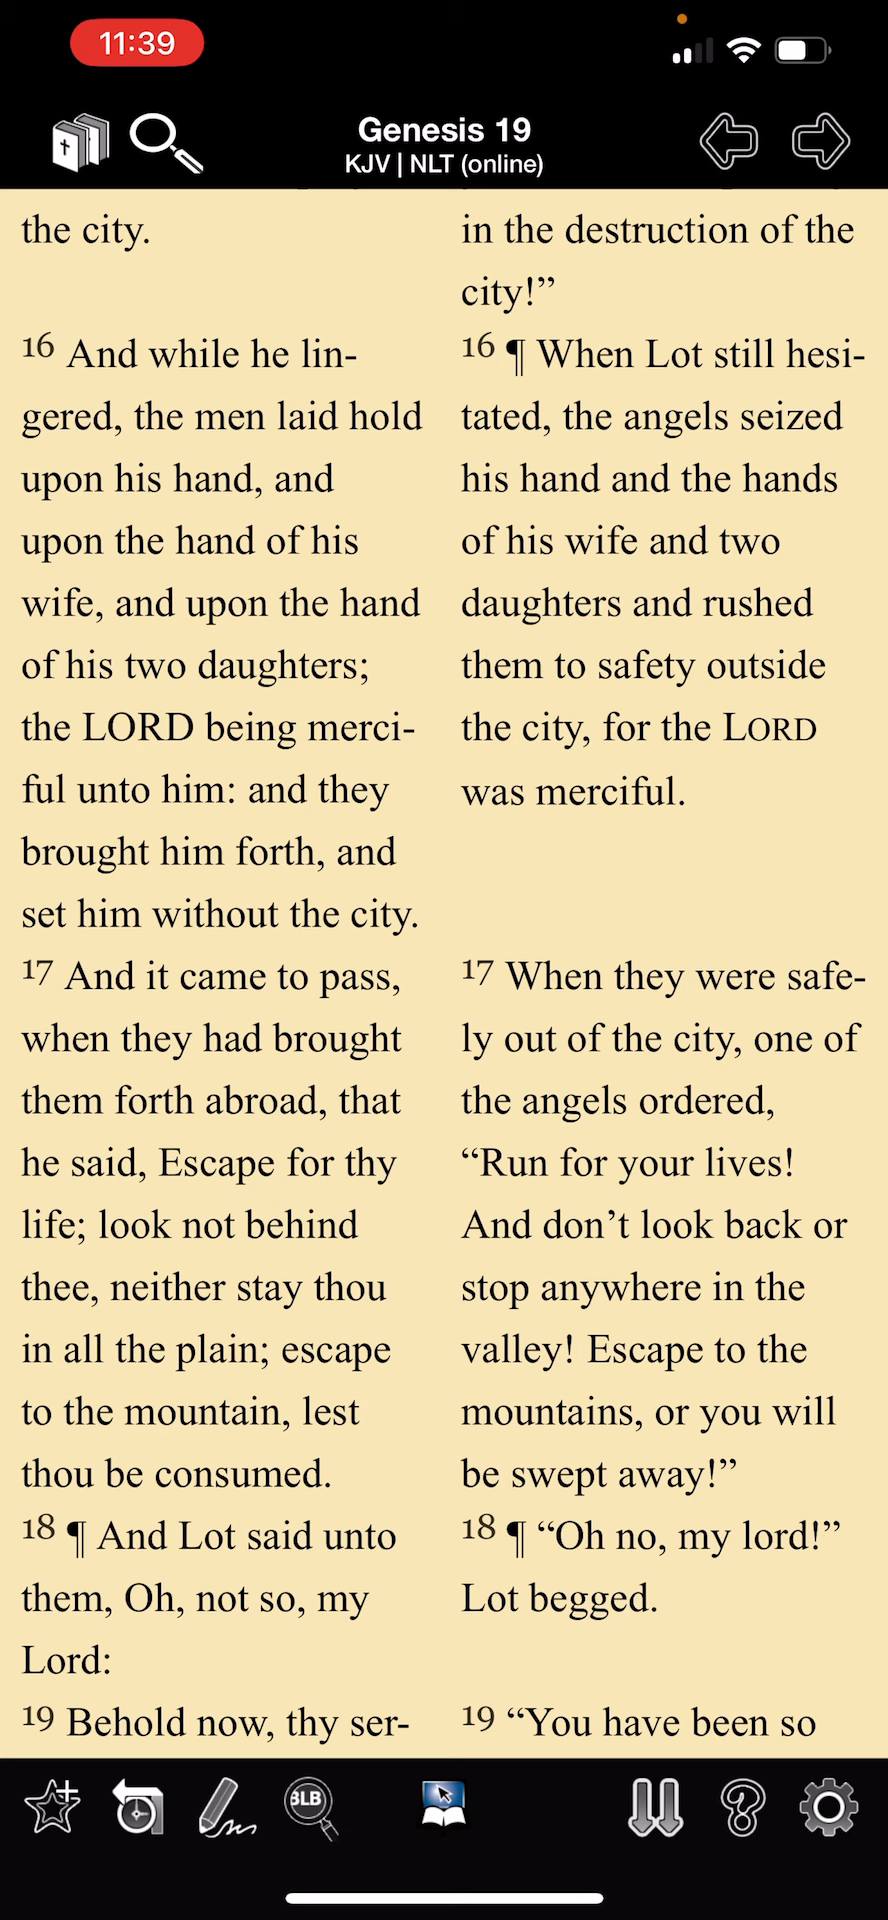 11:39
Genesis 19
KJV | NLT (online)
the city.
16 And while he lin-
gered, the men laid hold
upon his hand, and
upon the hand of his
wife, and upon the hand
of his two daughters;
the LORD being merci-
ful unto him: and they
brought him forth, and
set him without the city.
17 And it came to pass,
when they had brought
them forth abroad, that
he said, Escape for thy
life; look not behind
thee, neither stay thou
in all the plain; escape
to the mountain, lest
thou be consumed.
18 ¶ And Lot said unto
them, Oh, not so, my
Lord:
19 Behold now, thy ser-
in the destruction of the
city!”
16 ¶ When Lot still hesi-
tated, the angels seized
his hand and the hands
of his wife and two
daughters and rushed
them to safety outside
the city, for the LORD
was merciful.
17 When they were safe-
ly out of the city, one of
the angels ordered,
“Run for your lives!
And don’t look back or
stop anywhere in the
valley! Escape to the
mountains, or you will
be swept away!”
18 ¶ “Oh no, my lord!”
Lot begged.
19 “You have been so
BLB